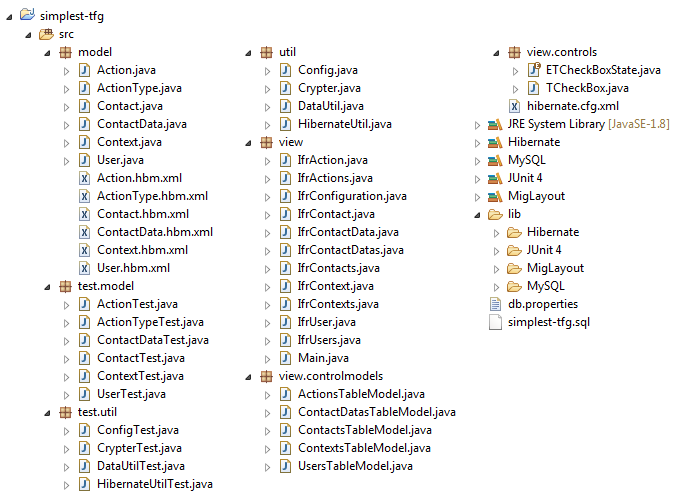 simplest-tfg
src
model
Action.java
ActionType.java
Contact.java
ContactData.java
Context.java
User.java
Action.hbm.xml
ActionType.hbm.xml
Contact.hbm.xml
ContactData.hbm.xml
Context.hbm.xml
User.hbm.xml
test.model
ActionTest.java
ActionTypeTest.java
ContactDataTest.java
ContactTest.java
ContextTest.java
UserTest.java
test.util
ConfigTest.java
CrypterTest.java
DataUtilTest.java
HibernateUtilTest.java
util
Config.java
Crypter.java
DataUtil.java
HibernateUtil.java
view
IfrAction.java
IfrActions.java
IfrConfiguration.java
IfrContact.java
IfrContactData.java
IfrContactDatas.java
IfrContacts.java
IfrContext.java
IfrContexts.java
IfrUser.java
IfrUsers.java
Main.java
view.controlmodels
ActionsTableModel.java
ContactDatasTableModel.java
ContactsTableModel.java
ContextsTableModel.java
UsersTableModel.java
view.controls
ETCheckBoxState.java
TCheckBox.java
hibernate.cfg.xml
JRE System Library [JavaSE-1.8]
Hibernate
MySQL
JUnit 4
MigLayout
lib
Hibernate
JUnit 4
MigLayout
MySQL
db.properties
simplest-tfg.sql